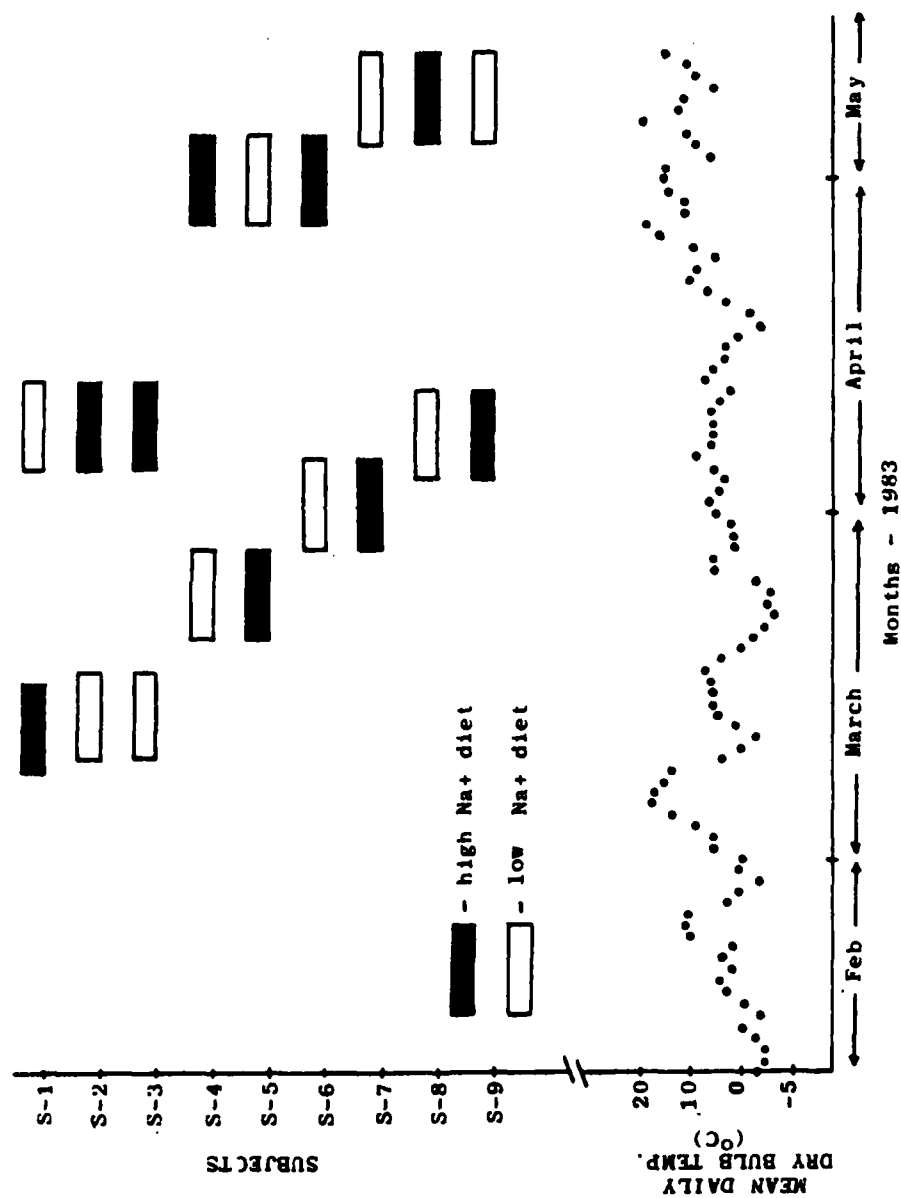 SUBJECTS
S-1
S-2
S-3
S-4
S-5
S-6
S-7
S-8
S-9
- high Na+ diet
- low Na+ diet
MEAN DAILY
DRY BULB TEMP.
(°C)
20
10
0
-5
Feb
March
April
May
Months - 1983